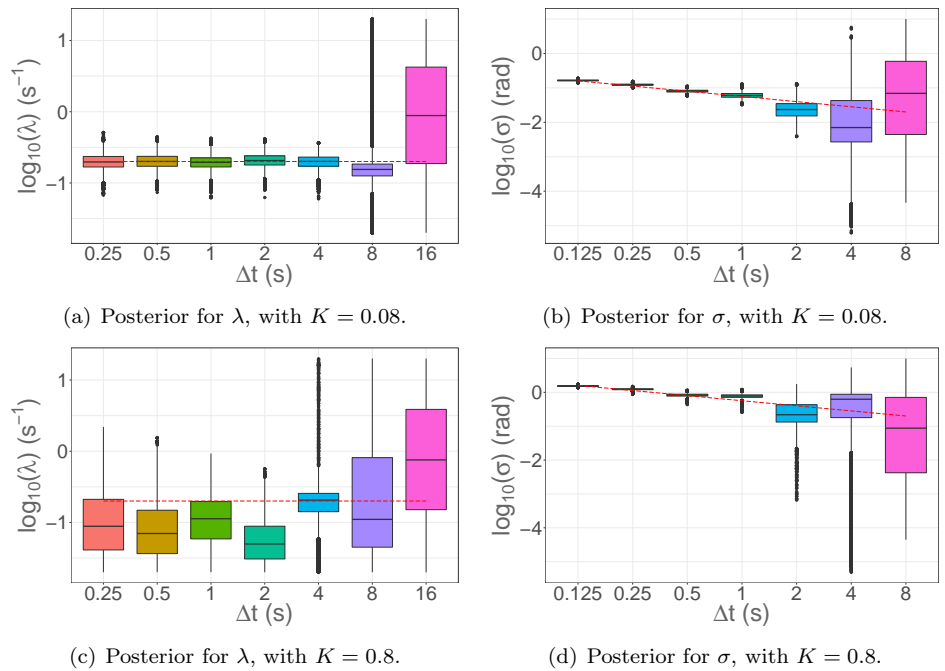 log₁₀(λ) (s⁻¹)
1
0
−1
0.25 0.5 1 2 4 8 16
Δt (s)
(a) Posterior for λ, with K = 0.08.
log₁₀(σ) (rad)
0
−2
−4
0.125 0.25 0.5 1 2 4 8
Δt (s)
(b) Posterior for σ, with K = 0.08.
log₁₀(λ) (s⁻¹)
1
0
−1
0.25 0.5 1 2 4 8 16
Δt (s)
(c) Posterior for λ, with K = 0.8.
log₁₀(σ) (rad)
0
−2
−4
0.125 0.25 0.5 1 2 4 8
Δt (s)
(d) Posterior for σ, with K = 0.8.